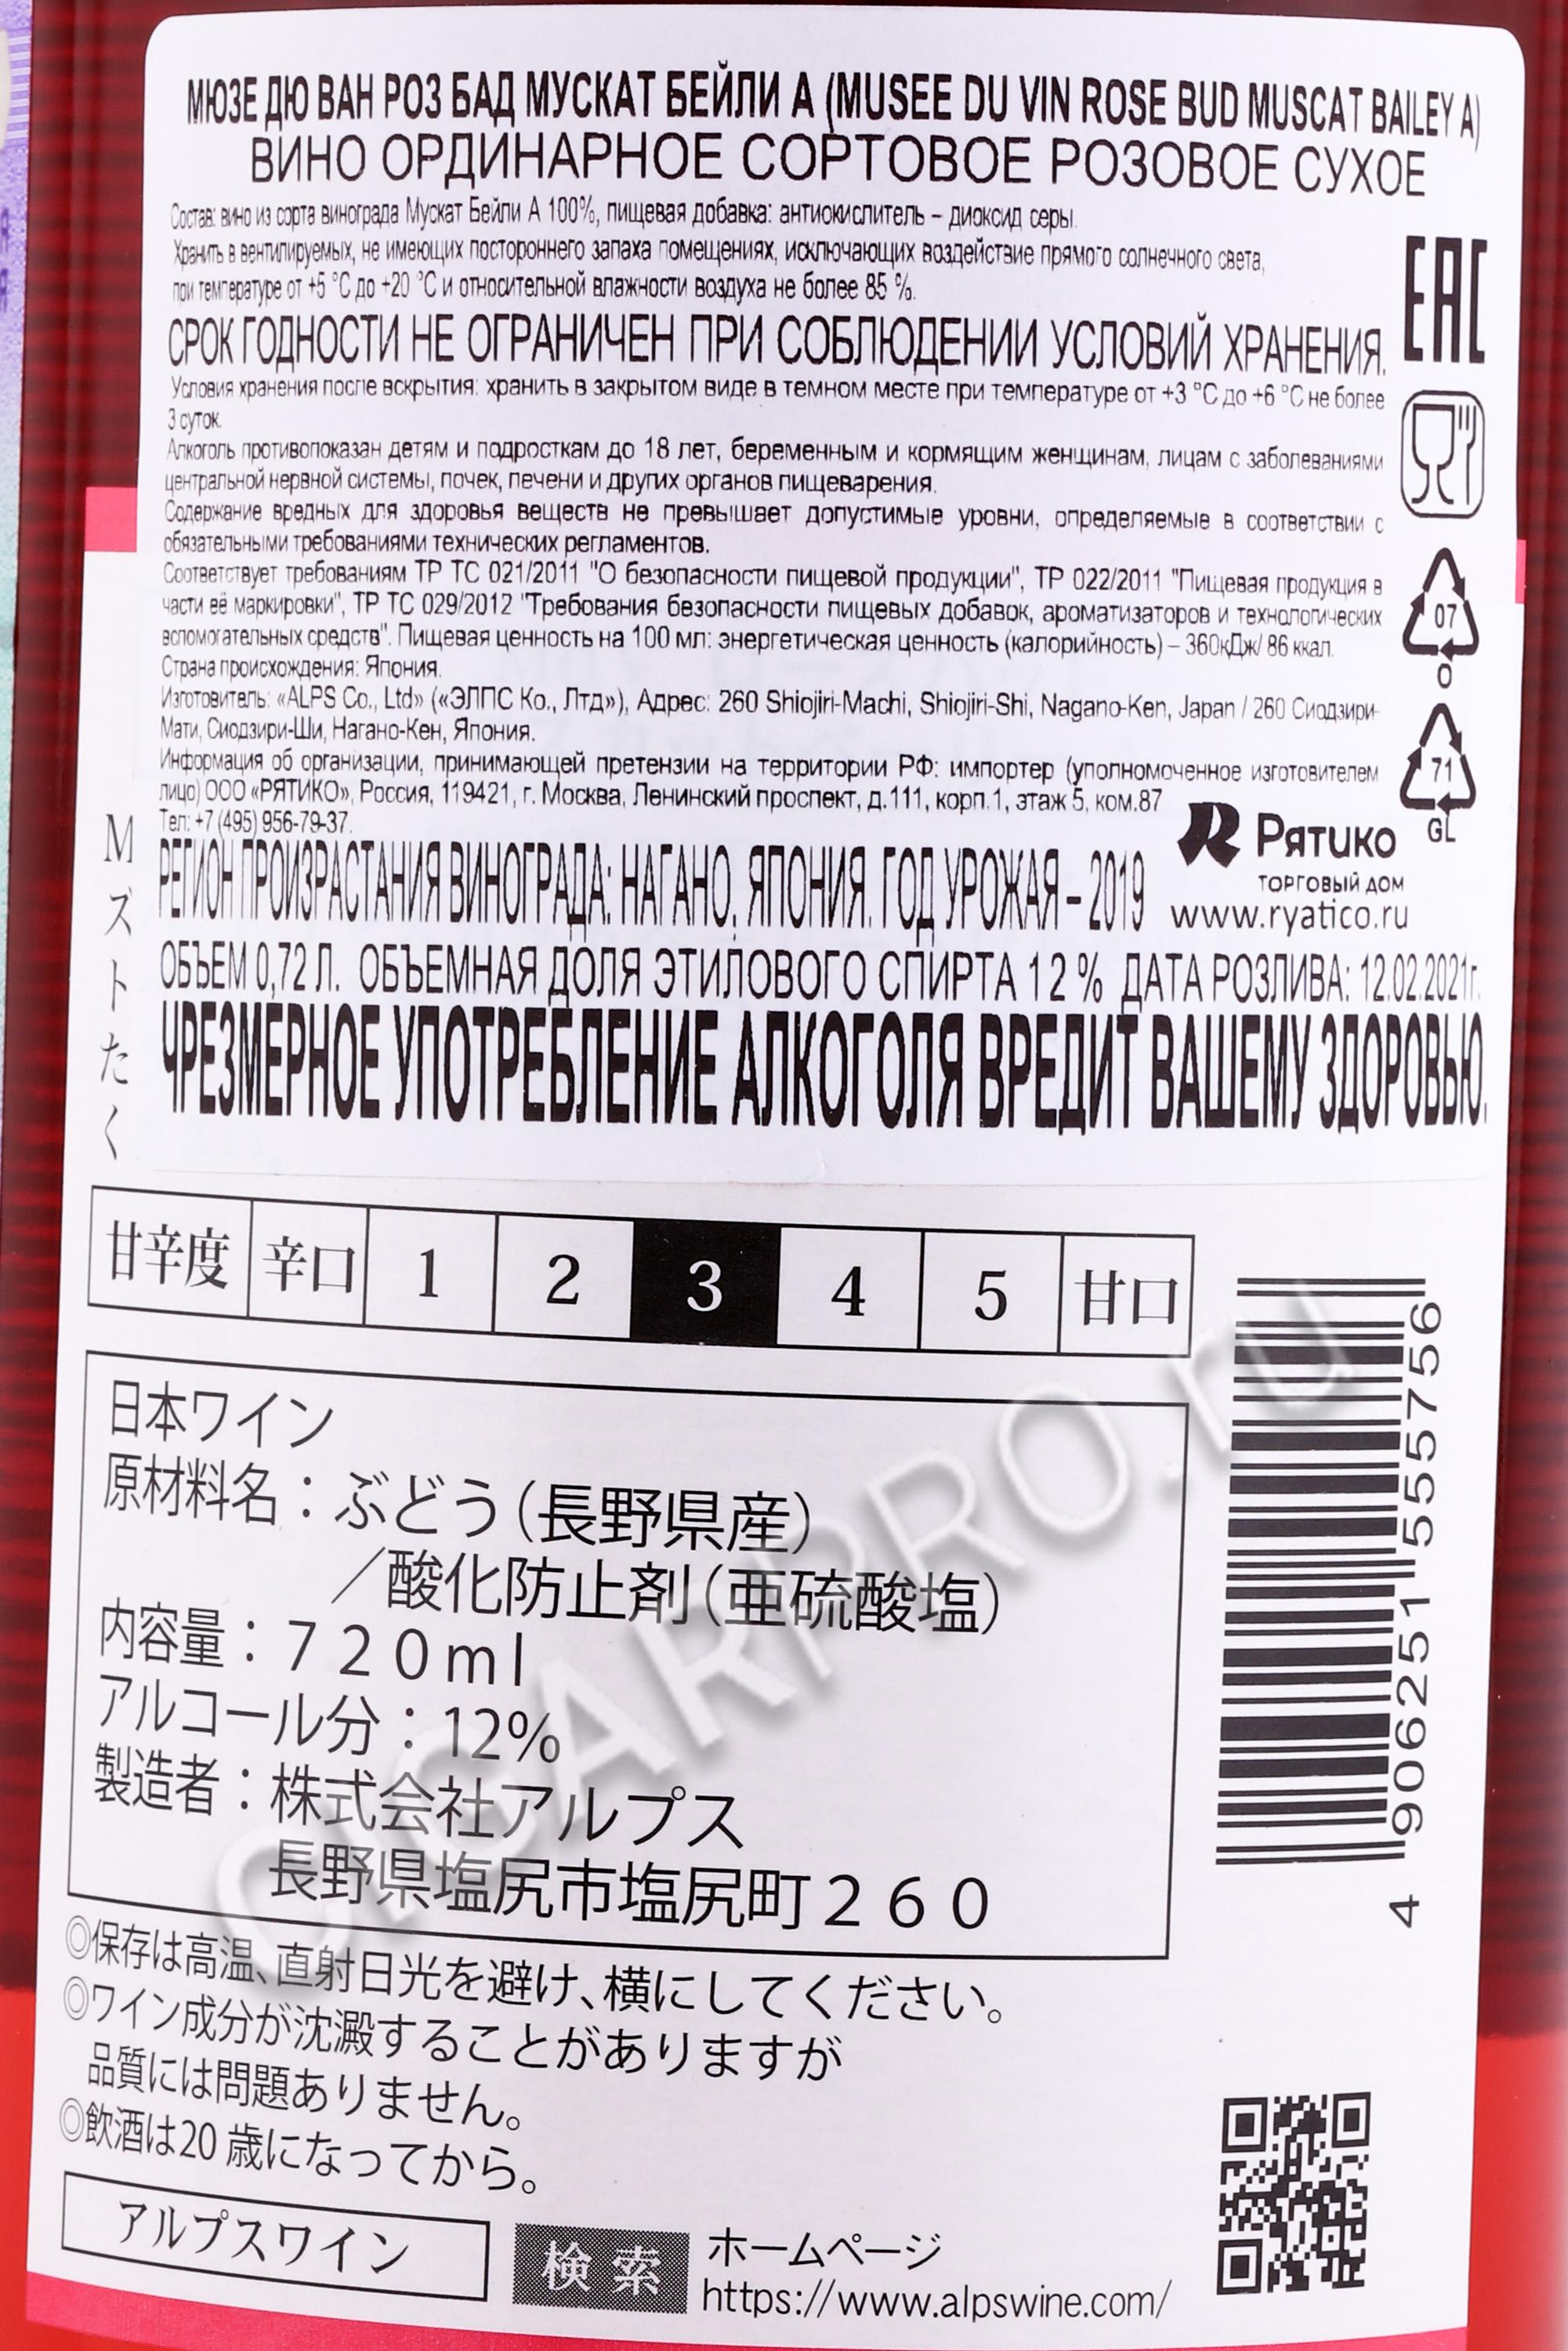 МЮЗЕ ДЮ ВАН РОЗ БАД МУСКАТ БЕЙЛИ А (MUSEE DU VIN ROSE BUD MUSCAT BAILEY A)
ВИНО ОРДИНАРНОЕ СОРТОВОЕ РОЗОВОЕ СУХОЕ
Состав: вино из сорта винограда Мускат Бейли А 100%, пищевая добавка: антиокислитель – диоксид серы.
Хранить в вентилируемых, не имеющих постороннего запаха помещениях, исключающих воздействие прямого солнечного света,
при температуре от +5 °С до +20 °С и относительной влажности воздуха не более 85 %.
СРОК ГОДНОСТИ НЕ ОГРАНИЧЕН ПРИ СОБЛЮДЕНИИ УСЛОВИЙ ХРАНЕНИЯ.
Условия хранения после вскрытия: хранить в закрытом виде в темном месте при температуре от +3 °С до +6 °С не более
3 суток.
Алкоголь противопоказан детям и подросткам до 18 лет, беременным и кормящим женщинам, лицам с заболеваниями
центральной нервной системы, почек, печени и других органов пищеварения.
Содержание вредных для здоровья веществ не превышает допустимые уровни, определяемые в соответствии с
обязательными требованиями технических регламентов.
Соответствует требованиям ТР ТС 021/2011 "О безопасности пищевой продукции", ТР 022/2011 "Пищевая продукция в
части её маркировки", ТР ТС 029/2012 "Требования безопасности пищевых добавок, ароматизаторов и технологических
вспомогательных средств". Пищевая ценность на 100 мл: энергетическая ценность (калорийность) – 360кДж/ 86 ккал.
Страна происхождения: Япония.
Изготовитель: «ALPS Co., Ltd» («ЭЛПС Ко., Лтд»), Адрес: 260 Shiojiri-Machi, Shiojiri-Shi, Nagano-Ken, Japan / 260 Сиодзири-
Мати, Сиодзири-Ши, Нагано-Кен, Япония.
Информация об организации, принимающей претензии на территории РФ: импортер (уполномоченное изготовителем
лицо) ООО «РЯТИКО», Россия, 119421, г. Москва, Ленинский проспект, д.111, корп.1, этаж 5, ком.87
Тел: +7 (495) 956-79-37.
РЕГИОН ПРОИЗРАСТАНИЯ ВИНОГРАДА: НАГАНО, ЯПОНИЯ. ГОД УРОЖАЯ – 2019
ОБЪЕМ 0,72 Л. ОБЪЕМНАЯ ДОЛЯ ЭТИЛОВОГО СПИРТА 12 % ДАТА РОЗЛИВА: 12.02.2021г.
ЧРЕЗМЕРНОЕ УПОТРЕБЛЕНИЕ АЛКОГОЛЯ ВРЕДИТ ВАШЕМУ ЗДОРОВЬЮ.
EAC
07
O
71
GL
Рятико
ТОРГОВЫЙ ДОМ
www.ryatico.ru
M
ス
ト
た
く
甘辛度 辛口 1 2 3 4 5 甘口
日本ワイン
原材料名：ぶどう（長野県産）
／酸化防止剤（亜硫酸塩）
内容量：７２０ｍｌ
アルコール分：12%
製造者：株式会社アルプス
長野県塩尻市塩尻町２６０
4 906251 555756
◎保存は高温、直射日光を避け、横にしてください。
◎ワイン成分が沈澱することがありますが
品質には問題ありません。
◎飲酒は20 歳になってから。
アルプスワイン 検 索 ホームページ
https://www.alpswine.com/
CIGARPRO.ru